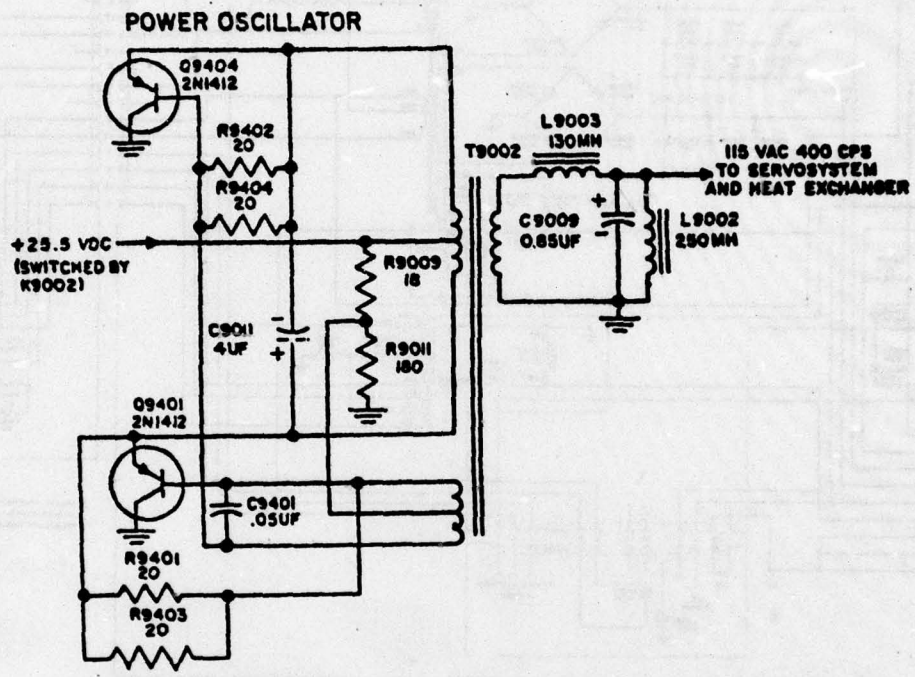 POWER OSCILLATOR
Q9404
2N1412
R9402
20
R9404
20
+25.5 VDC
(SWITCHED BY
K9002)
C9011
4UF
-
+
R9009
18
R9011
180
T9002
L9003
130MH
+
-
C9009
0.85UF
L9002
250MH
115 VAC 400 CPS
TO SERVOSYSTEM
AND HEAT EXCHANGER
Q9401
2N1412
C9401
.05UF
R9401
20
R9403
20